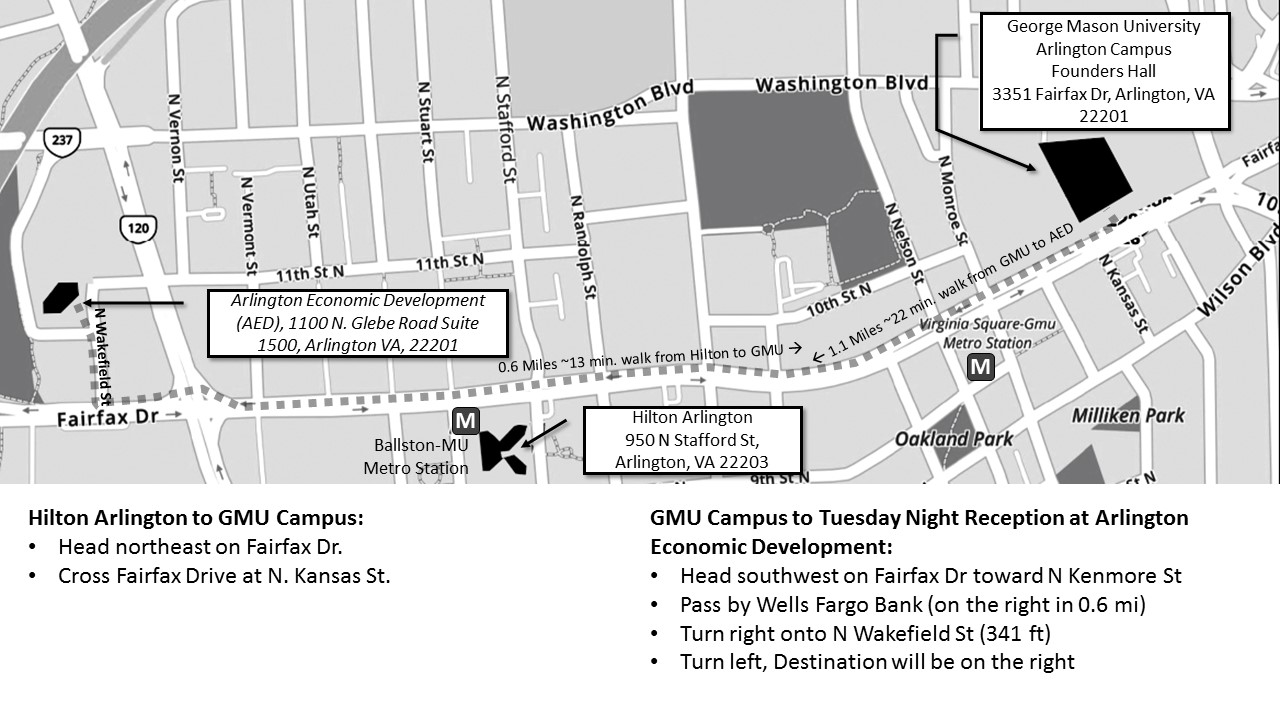 George Mason University
Arlington Campus
Founders Hall
3351 Fairfax Dr, Arlington, VA
22201
Washington Blvd
Washington Blvd
N Vernon St
N Stuart St
N Stafford St
237
N Vermont St
N Utah St
N Randolph St
N Monroe St
N Nelson St
120
11th St N
11th St N
10th St N
Arlington Economic Development
(AED), 1100 N. Glebe Road Suite
1500, Arlington VA, 22201
N Wakefield St
0.6 Miles ~13 min. walk from Hilton to GMU →
← 1.1 Miles ~22 min. walk from GMU to AED
N Kansas St
Wilson Blvd
Fairfa
10
Virginia Square-Gmu
Metro Station
M
Fairfax Dr
M
Ballston-MU
Metro Station
Hilton Arlington
950 N Stafford St,
Arlington, VA 22203
Oakland Park
Milliken Park
9th St N
St N
Hilton Arlington to GMU Campus:
• Head northeast on Fairfax Dr.
• Cross Fairfax Drive at N. Kansas St.
GMU Campus to Tuesday Night Reception at Arlington
Economic Development:
• Head southwest on Fairfax Dr toward N Kenmore St
• Pass by Wells Fargo Bank (on the right in 0.6 mi)
• Turn right onto N Wakefield St (341 ft)
• Turn left, Destination will be on the right